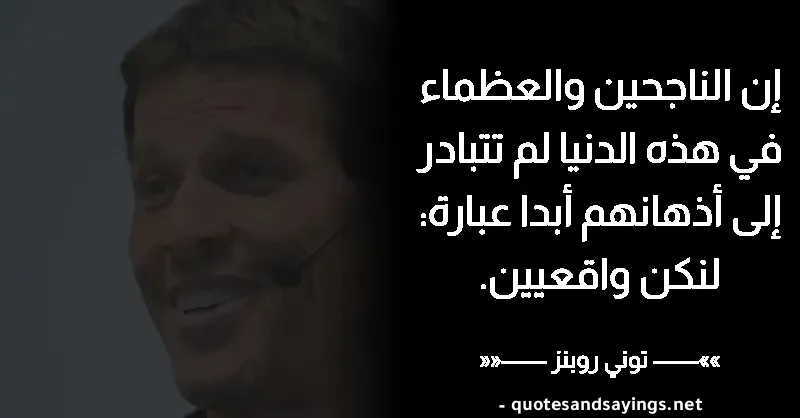 إن الناجحين والعظماء
في هذه الدنيا لم تتبادر
إلى أذهانهم أبدا عبارة:
لنكن واقعيين.
»»—— توني روبنز ——««
- quotesandsayings.net